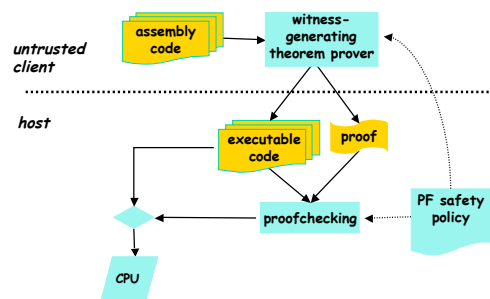 assembly
code
witness-
generating
theorem prover
untrusted
client
host
executable
code
proof
PF safety
policy
proofchecking
CPU